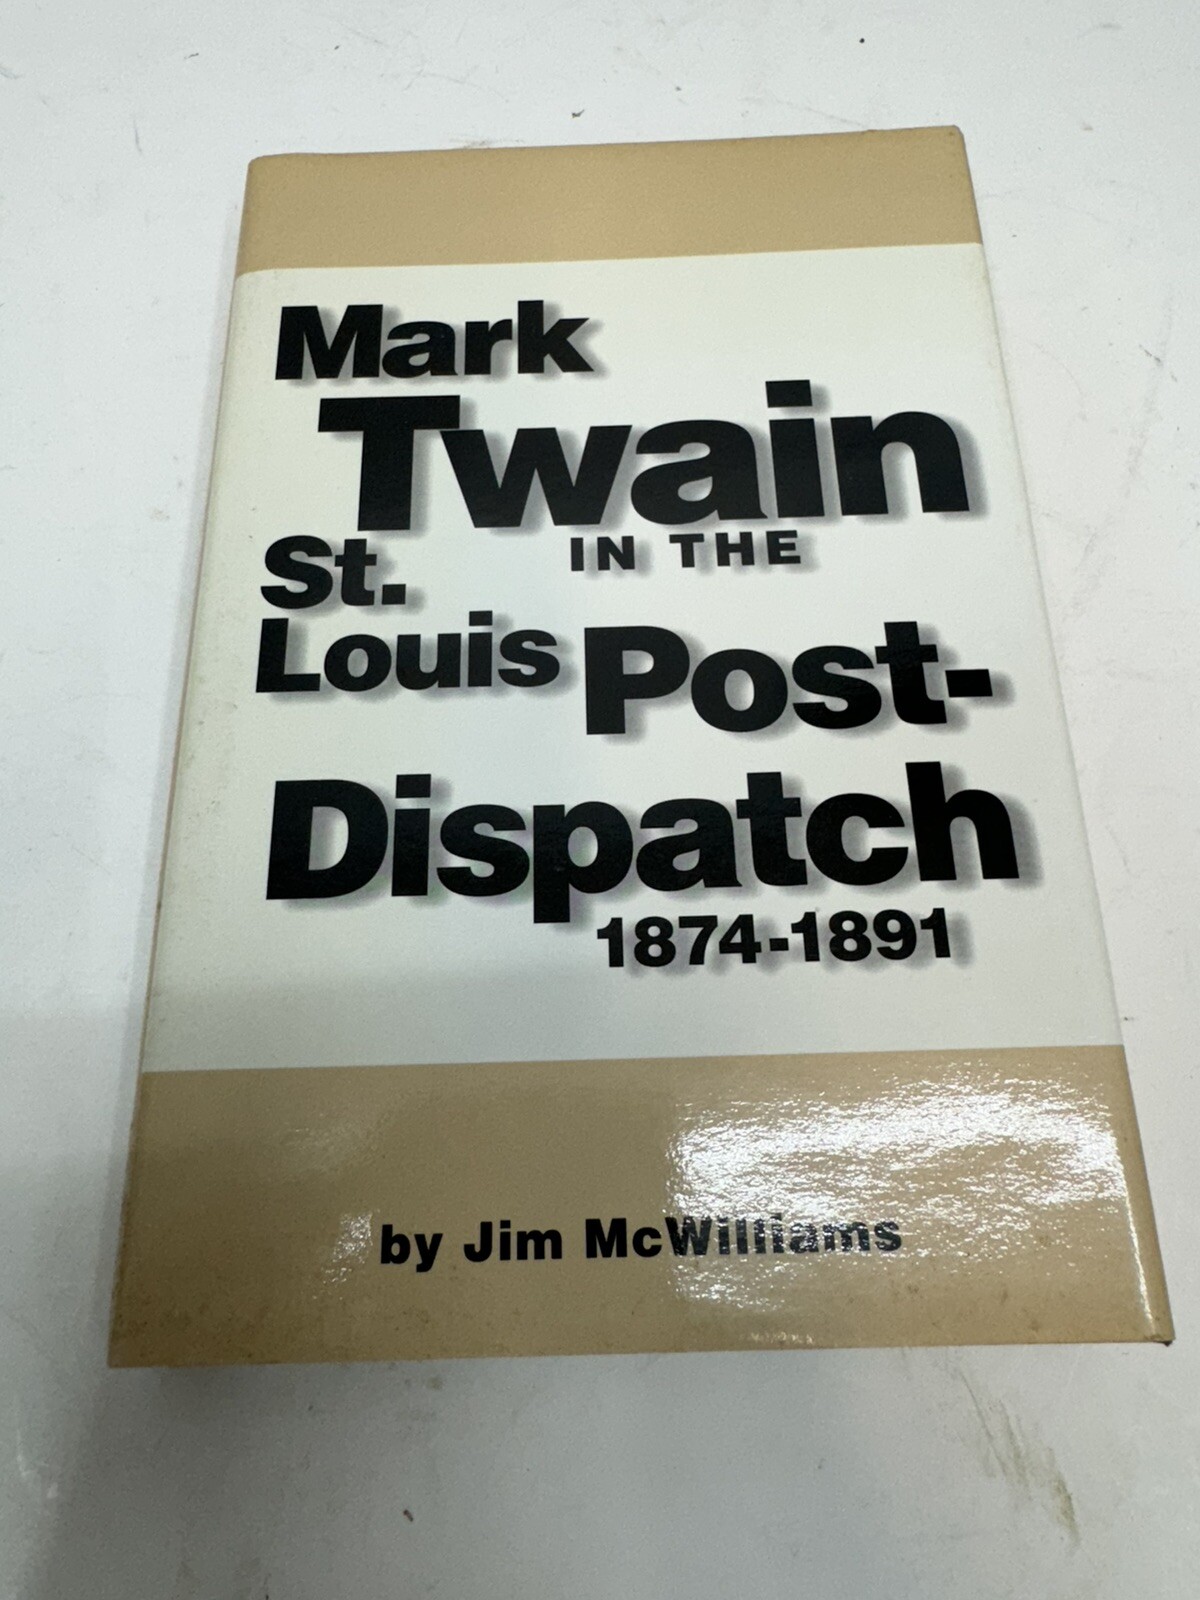 Mark
Twain
IN THE
St.
Louis Post-
Dispatch
1874-1891
by Jim McWilliams